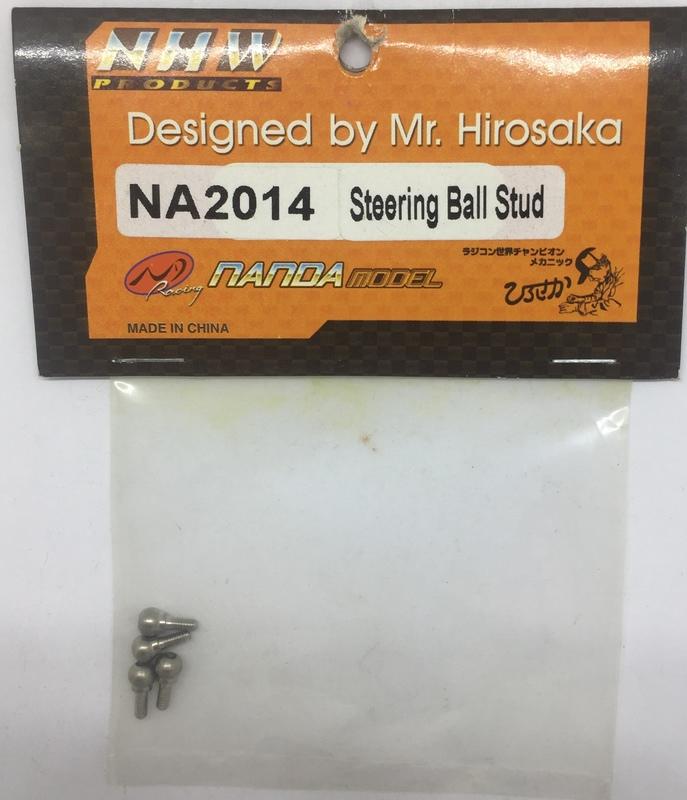 NHW
PRODUCTS
Designed by Mr. Hirosaka
NA2014 Steering Ball Stud
Racing NANDA MODEL
ラジコン世界チャンピオン
メカニック
ひろさか
MADE IN CHINA